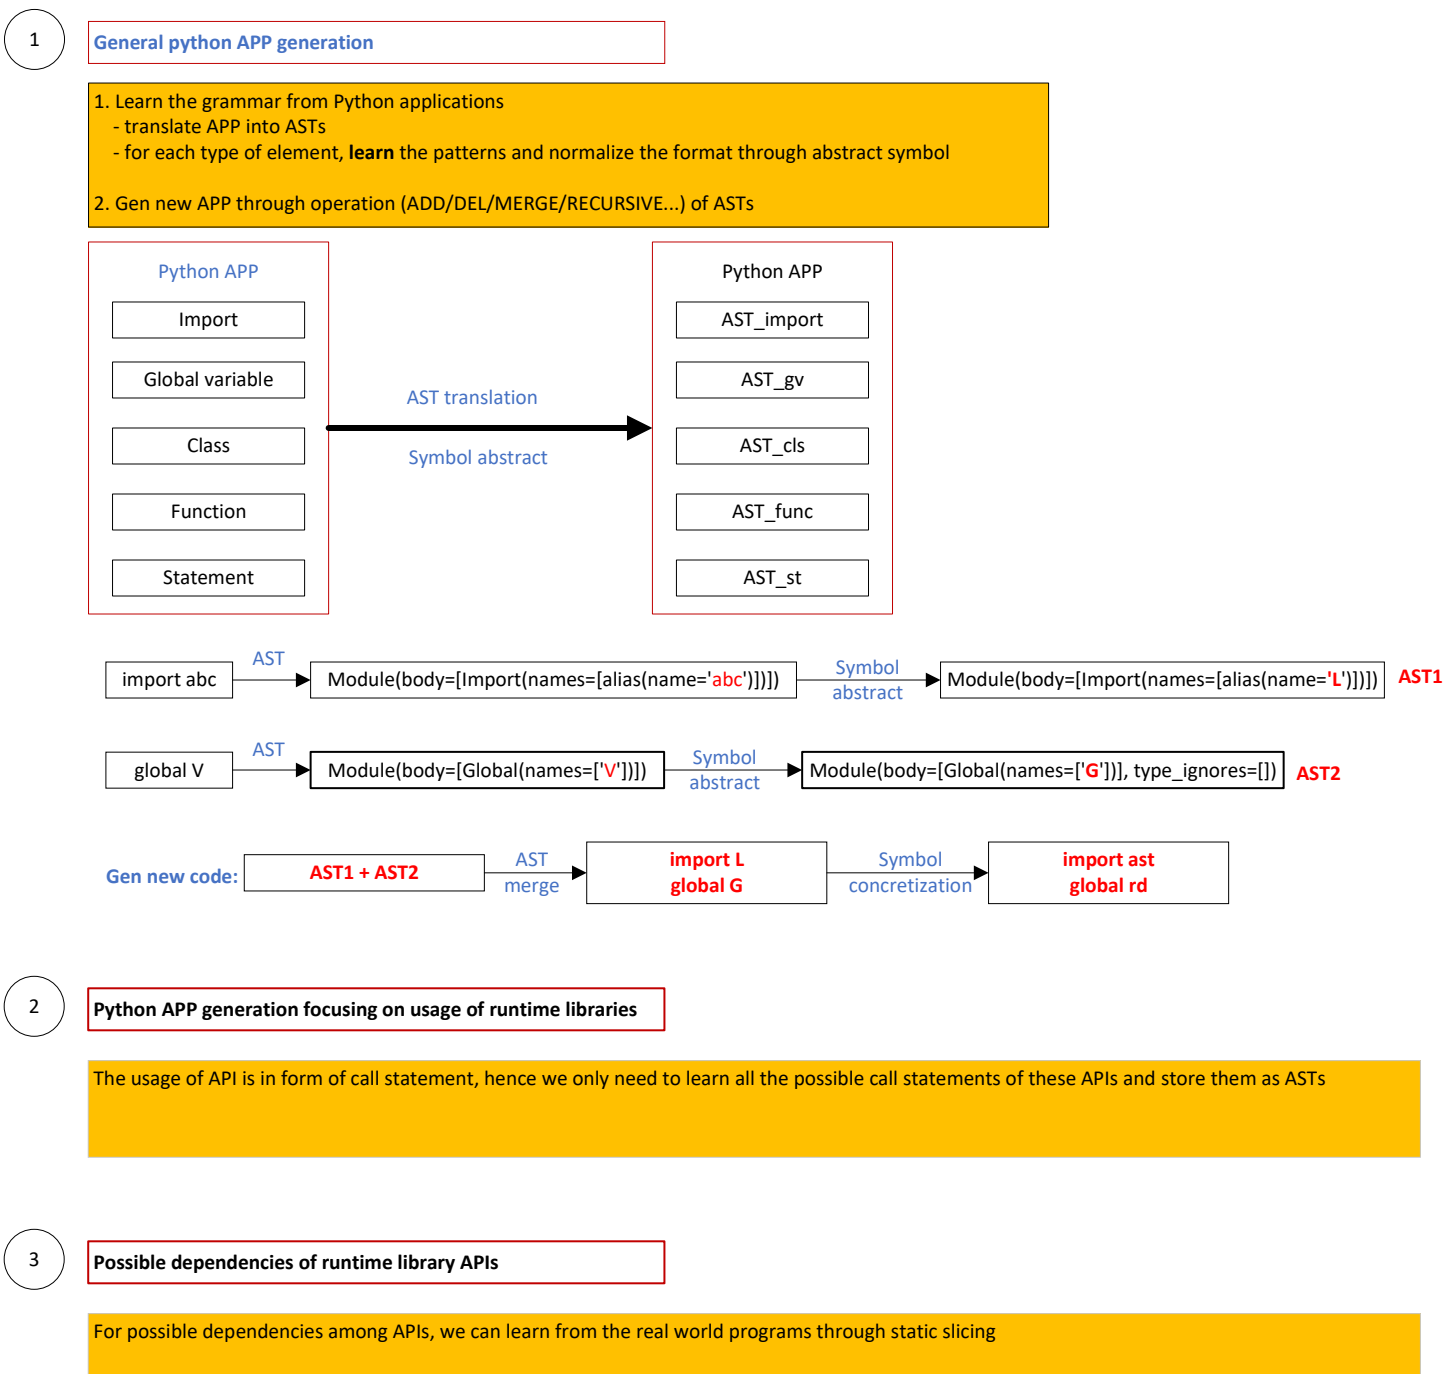 1
General python APP generation
1. Learn the grammar from Python applications
- translate APP into ASTs
- for each type of element, learn the patterns and normalize the format through abstract symbol
2. Gen new APP through operation (ADD/DEL/MERGE/RECURSIVE...) of ASTs
Python APP
Import
Global variable
Class
Function
Statement
AST translation
Symbol abstract
Python APP
AST_import
AST_gv
AST_cls
AST_func
AST_st
import abc
AST
Module(body=[Import(names=[alias(name='abc')])])
Symbol
abstract
Module(body=[Import(names=[alias(name='L')])])
AST1
global V
AST
Module(body=[Global(names=['V'])])
Symbol
abstract
Module(body=[Global(names=['G'])], type_ignores=[])
AST2
Gen new code:
AST1 + AST2
AST
merge
import L
global G
Symbol
concretization
import ast
global rd
2
Python APP generation focusing on usage of runtime libraries
The usage of API is in form of call statement, hence we only need to learn all the possible call statements of these APIs and store them as ASTs
3
Possible dependencies of runtime library APIs
For possible dependencies among APIs, we can learn from the real world programs through static slicing